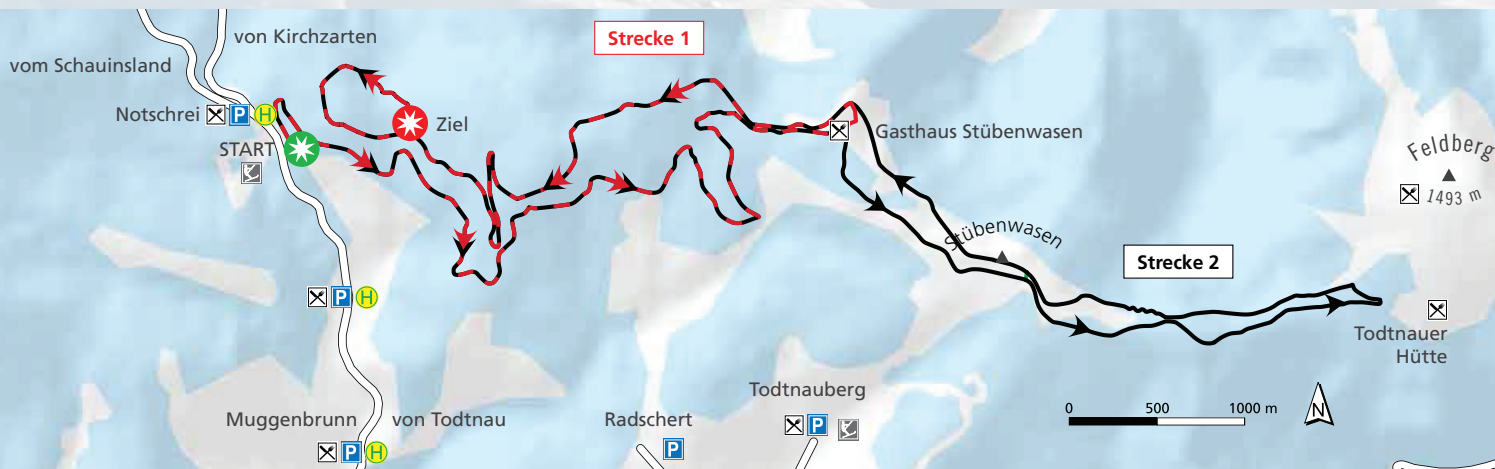 von Kirchzarten
vom Schauinsland
Strecke 1
Notschrei
P
H
Ziel
START
Gasthaus Stübenwasen
Feldberg
1493 m
Stübenwasen
Strecke 2
P
H
Todtnauer
Hütte
Todtnauberg
P
0 500 1000 m
N
Muggenbrunn
P
H
von Todtnau
Radschert
P